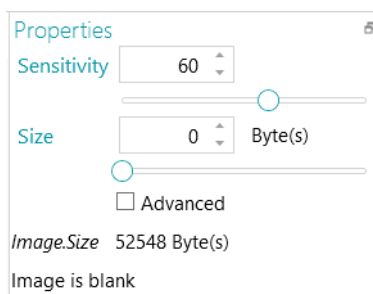 Properties
Sensitivity 60
Size 0 Byte(s)
Advanced
Image.Size 52548 Byte(s)
Image is blank